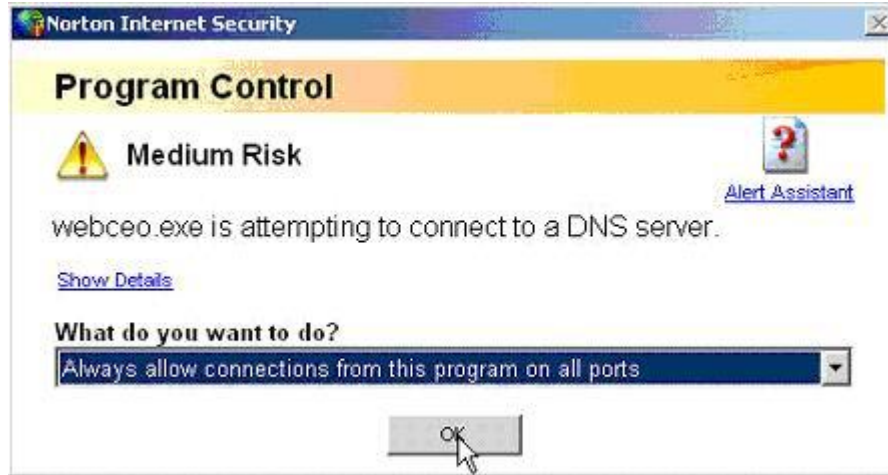 Norton Internet Security
Program Control
Medium Risk
Alert Assistant
webceo.exe is attempting to connect to a DNS server.
Show Details
What do you want to do?
Always allow connections from this program on all ports
OK